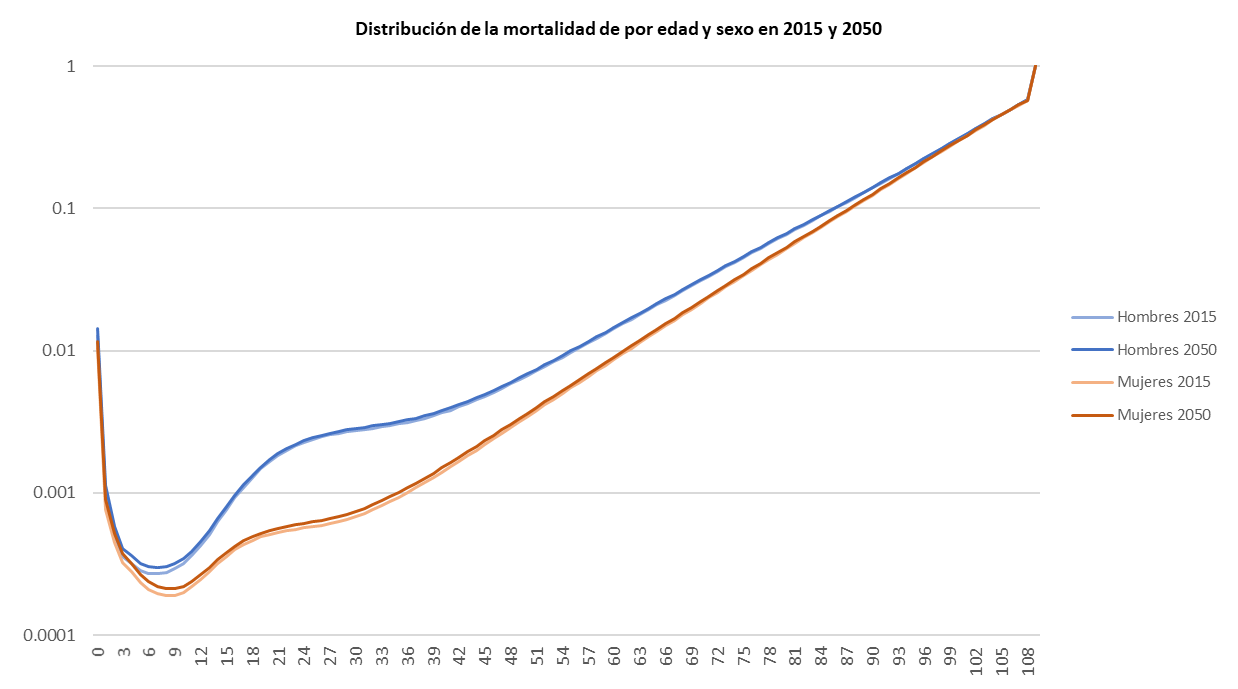 Distribución de la mortalidad de por edad y sexo en 2015 y 2050
1
0.1
0.01
0.001
0.0001
0 3 6 9 12 15 18 21 24 27 30 33 36 39 42 45 48 51 54 57 60 63 66 69 72 75 78 81 84 87 90 93 96 99 102 105 108
Hombres 2015
Hombres 2050
Mujeres 2015
Mujeres 2050